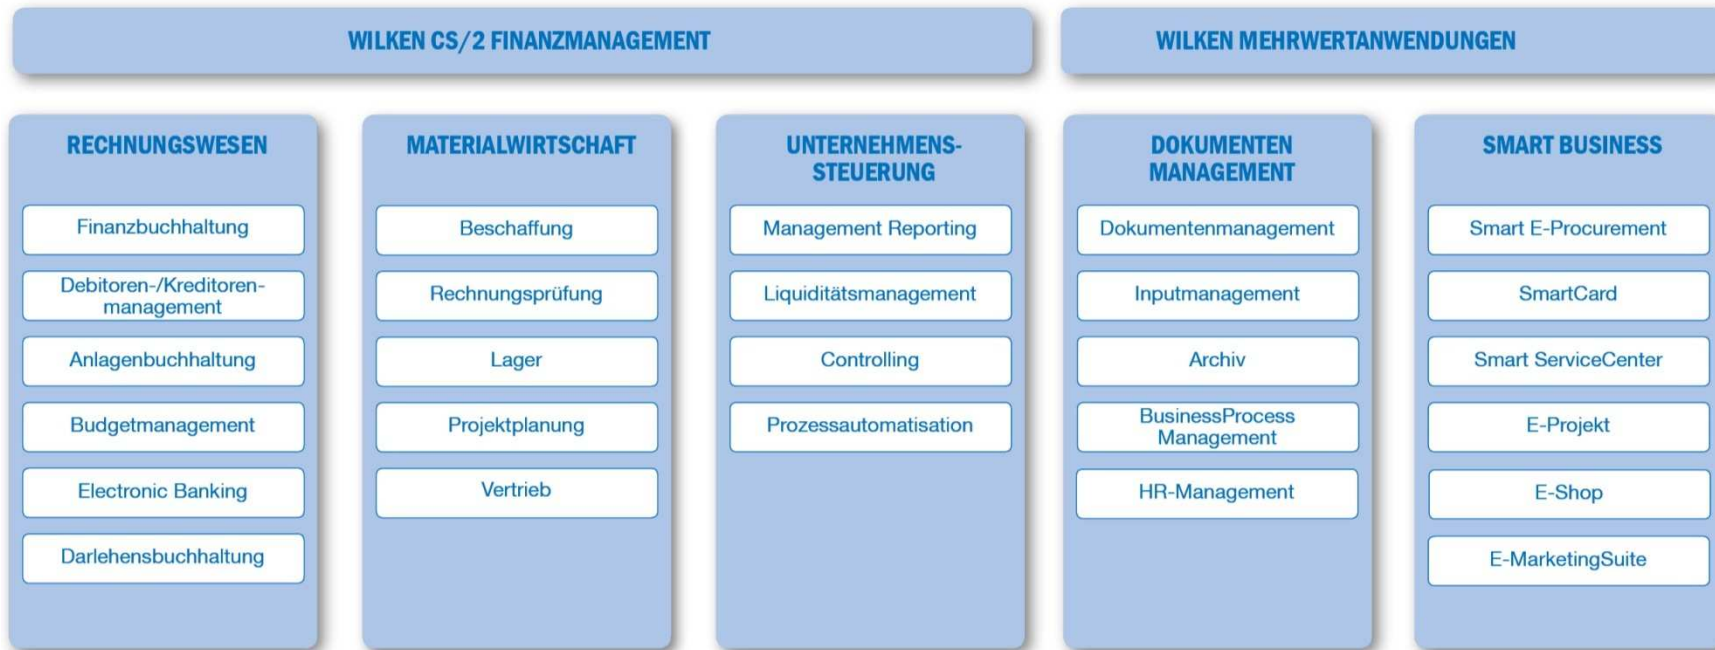 WILKEN CS/2 FINANZMANAGEMENT
WILKEN MEHRWERTANWENDUNGEN
RECHNUNGSWESEN
Finanzbuchhaltung
Debitoren-/Kreditoren-
management
Anlagenbuchhaltung
Budgetmanagement
Electronic Banking
Darlehensbuchhaltung
MATERIALWIRTSCHAFT
Beschaffung
Rechnungsprüfung
Lager
Projektplanung
Vertrieb
UNTERNEHMENS-
STEUERUNG
Management Reporting
Liquiditätsmanagement
Controlling
Prozessautomatisation
DOKUMENTEN
MANAGEMENT
Dokumentenmanagement
Inputmanagement
Archiv
BusinessProcess
Management
HR-Management
SMART BUSINESS
Smart E-Procurement
SmartCard
Smart ServiceCenter
E-Projekt
E-Shop
E-MarketingSuite